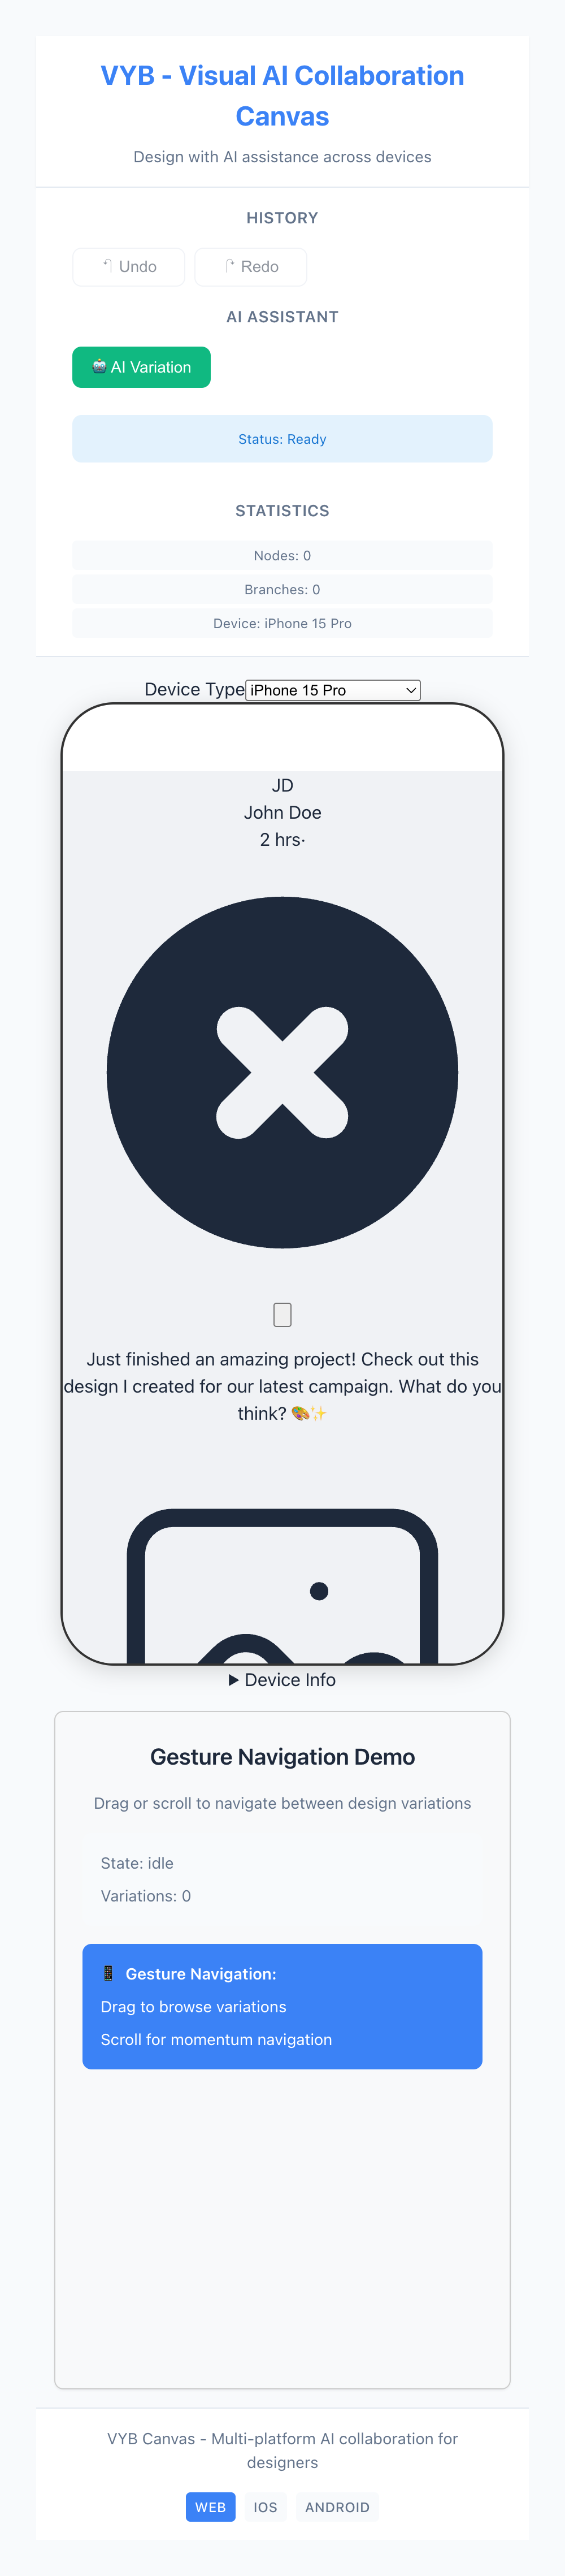 VYB - Visual AI Collaboration
Canvas
Design with AI assistance across devices
HISTORY
Undo
Redo
AI ASSISTANT
🤖 AI Variation
Status: Ready
STATISTICS
Nodes: 0
Branches: 0
Device: iPhone 15 Pro
Device Type iPhone 15 Pro
JD
John Doe
2 hrs·
Just finished an amazing project! Check out this
design I created for our latest campaign. What do you
think? 🎨✨
▶ Device Info
Gesture Navigation Demo
Drag or scroll to navigate between design variations
State: idle
Variations: 0
📱 Gesture Navigation:
Drag to browse variations
Scroll for momentum navigation
VYB Canvas - Multi-platform AI collaboration for
designers
WEB
IOS
ANDROID